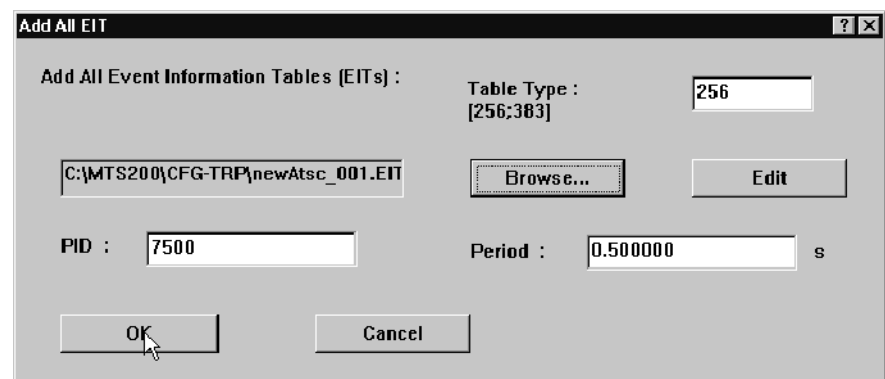 Add All EIT
Add All Event Information Tables (EITs) :
Table Type :
[256;383]
256
C:\MTS200\CFG-TRP\newAtsc_001.EIT
Browse...
Edit
PID :
7500
Period :
0.500000
s
OK
Cancel